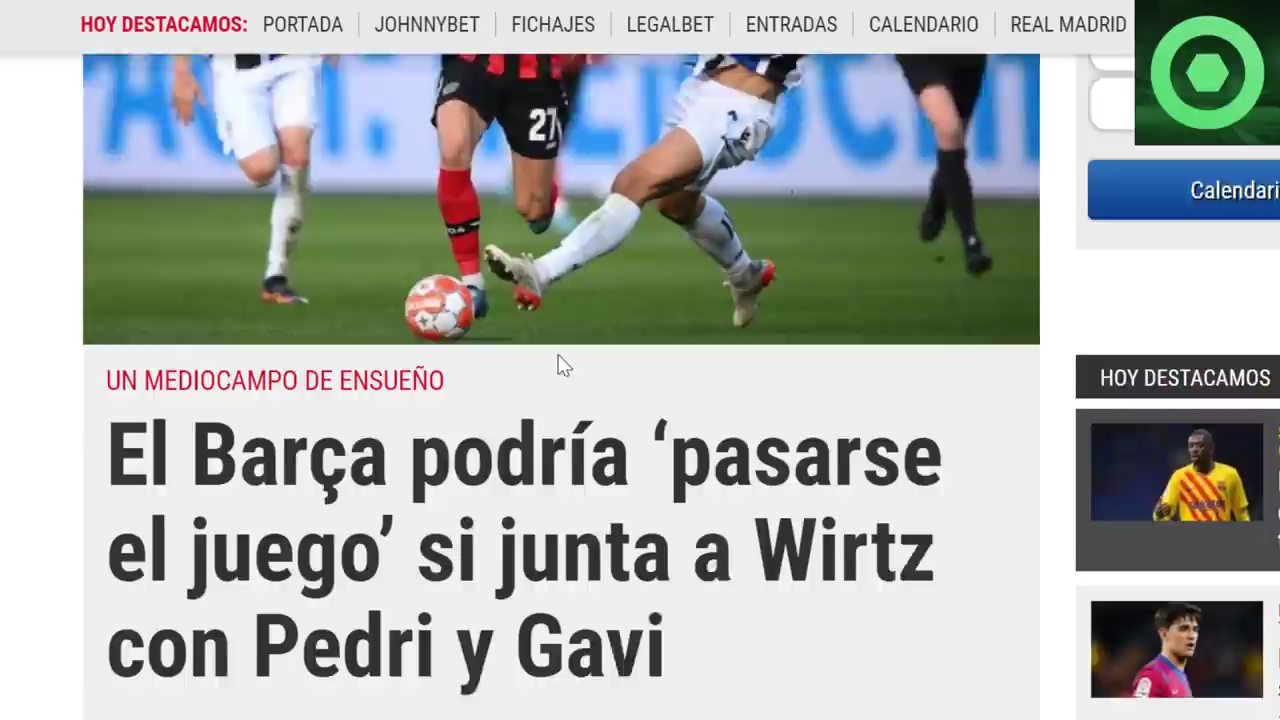 HOY DESTACAMOS: PORTADA JOHNNYBET FICHAJES LEGALBET ENTRADAS CALENDARIO REAL MADRID
27
UN MEDIOCAMPO DE ENSUEÑO
El Barça podría ‘pasarse
el juego’ si junta a Wirtz
con Pedri y Gavi
Calendari
HOY DESTACAMOS